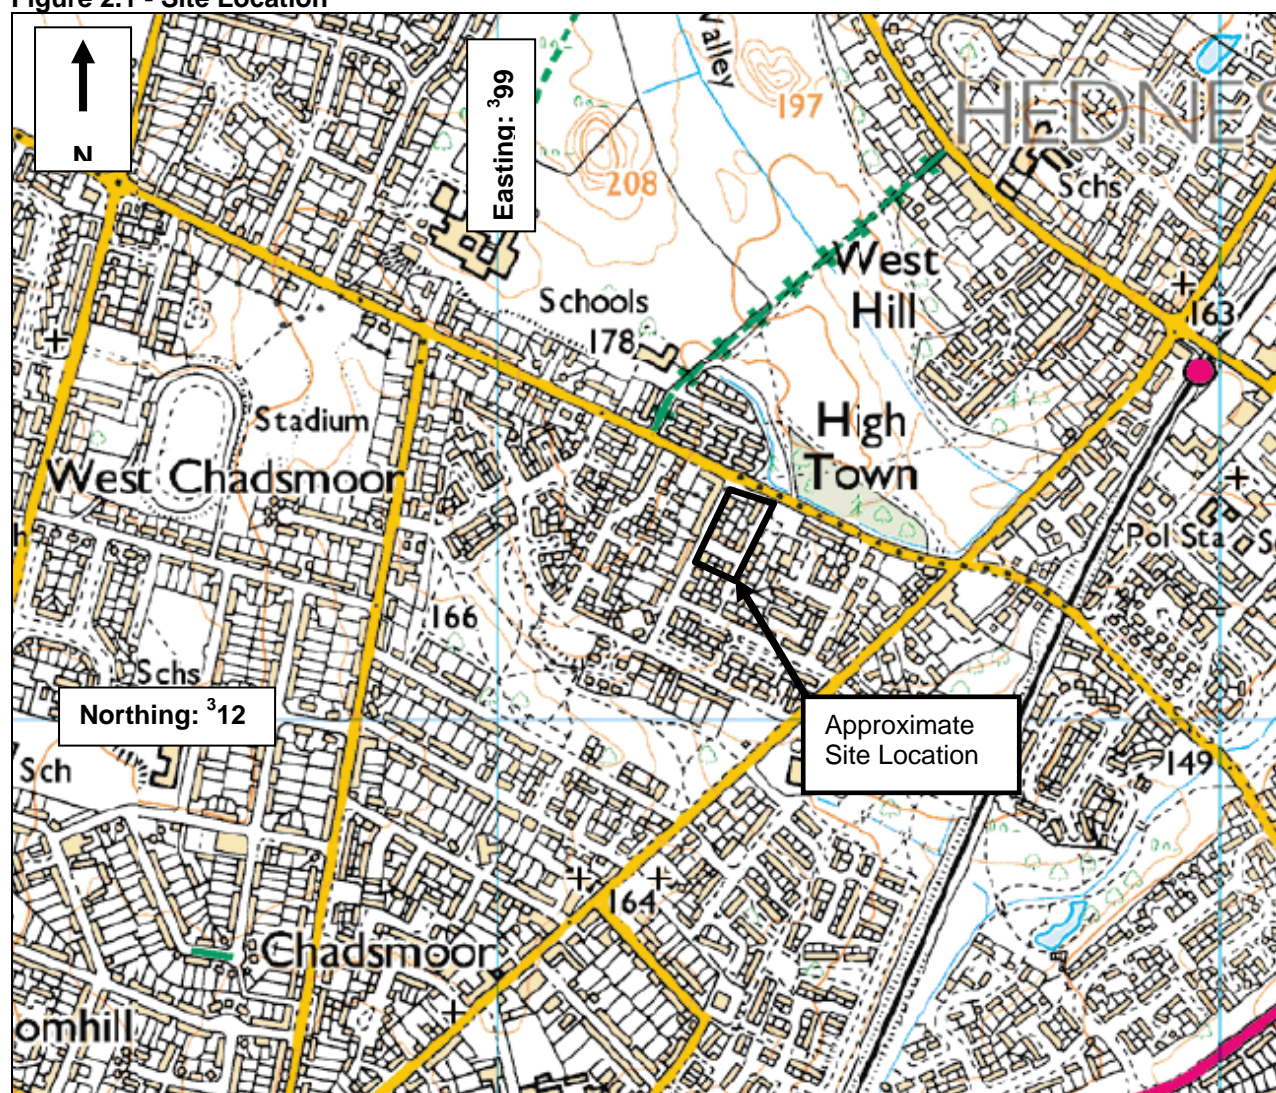 Figure 2.1 - Site Location
N
Easting: ³99
Valley
197
208
HEDNES
Schs
West
Hill
163
Schools
178
Stadium
High
Town
West Chadsmoor
h
Pol Sta
S
166
Schs
Northing: ³12
Approximate
Site Location
Sch
149
164
Chadsmoor
omhill